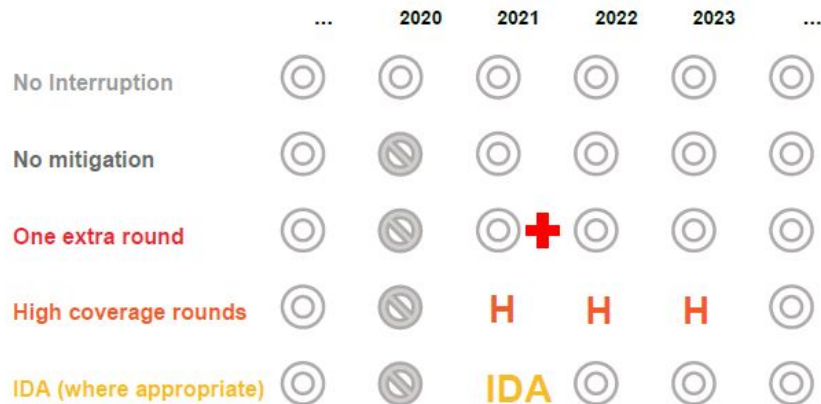 ... 2020 2021 2022 2023 ...
No Interruption
No mitigation
One extra round
High coverage rounds H H H
IDA (where appropriate) IDA